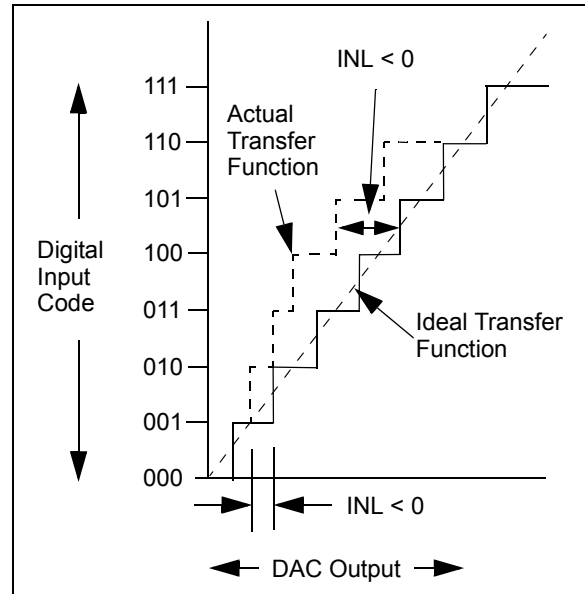 INL < 0
111
Actual
Transfer
Function
110
101
100
Digital
Input
Code
011
Ideal Transfer
Function
010
001
000
INL < 0
DAC Output